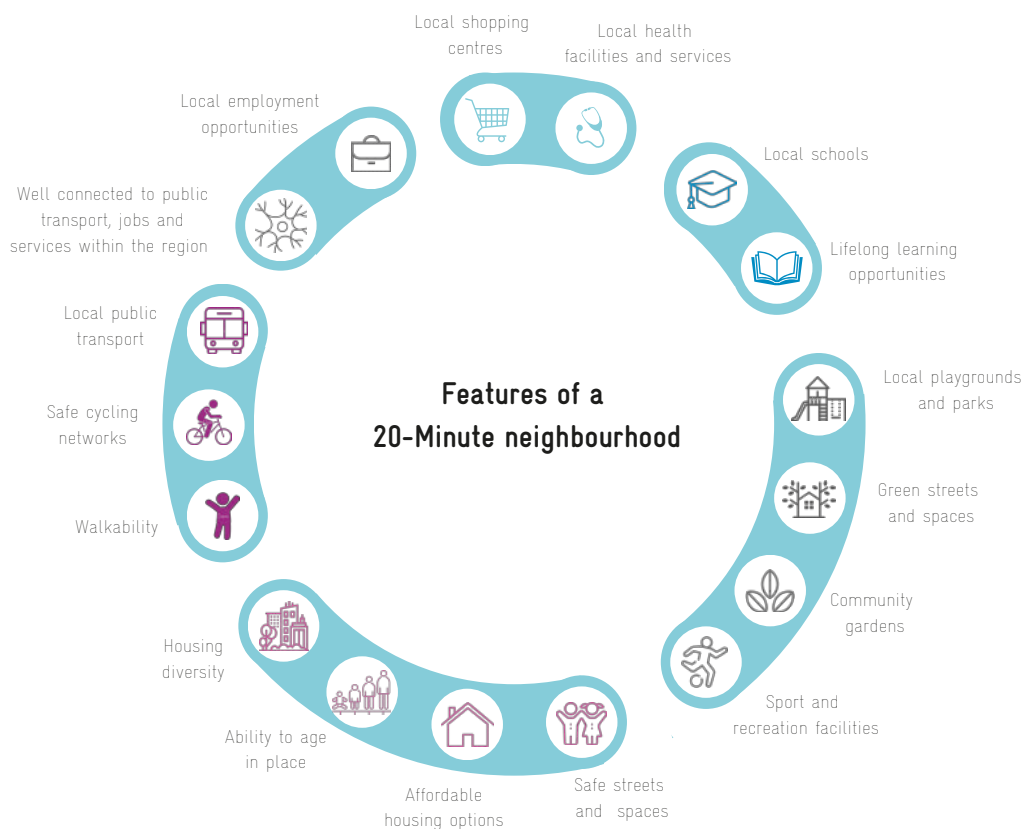 Local shopping
centres
Local health
facilities and services
Local schools
Lifelong learning
opportunities
Local playgrounds
and parks
Green streets
and spaces
Community
gardens
Sport and
recreation facilities
Safe streets
and spaces
Affordable
housing options
Ability to age
in place
Housing
diversity
Walkability
Safe cycling
networks
Local public
transport
Well connected to public
transport, jobs and
services within the region
Local employment
opportunities
Features of a
20-Minute neighbourhood